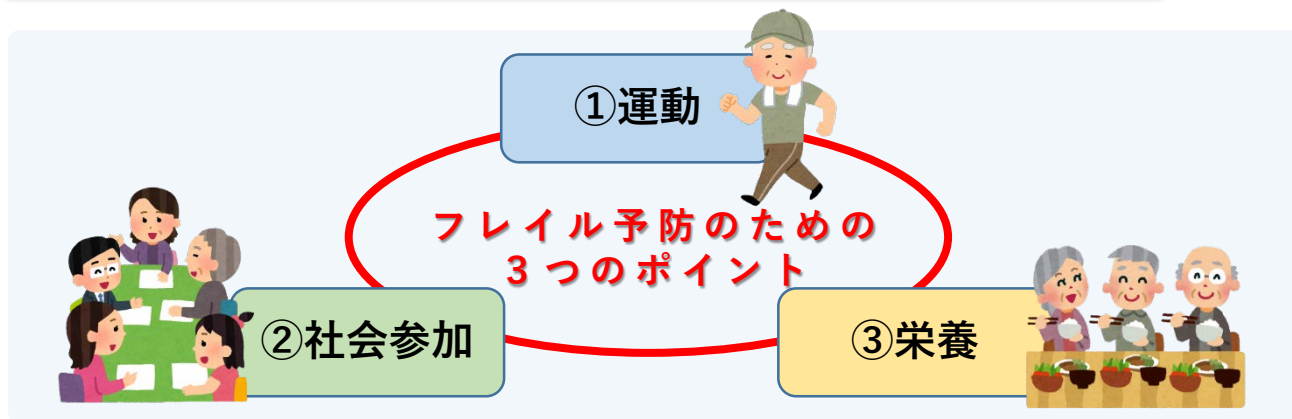 ①運動
フレイル予防のための
３つのポイント
②社会参加
③栄養